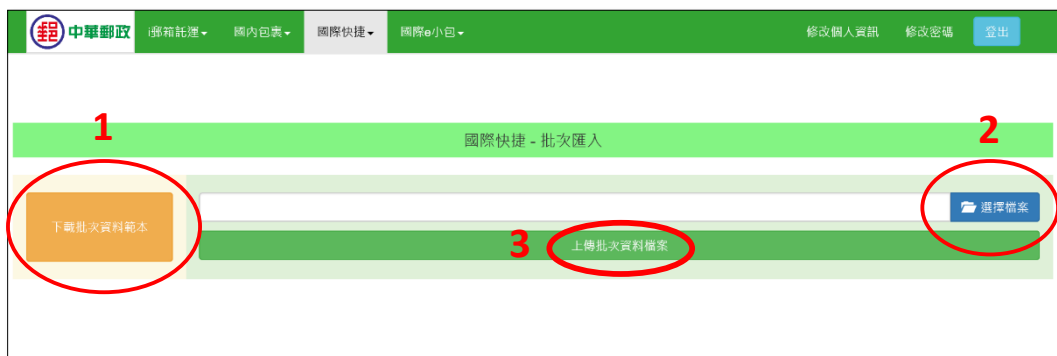 中華郵政 i郵箱託運 國內包裹 國際快捷 國際e小包 修改個人資訊 修改密碼 登出
1 2
國際快捷 - 批次匯入
下載批次資料範本 選擇檔案
3 上傳批次資料檔案